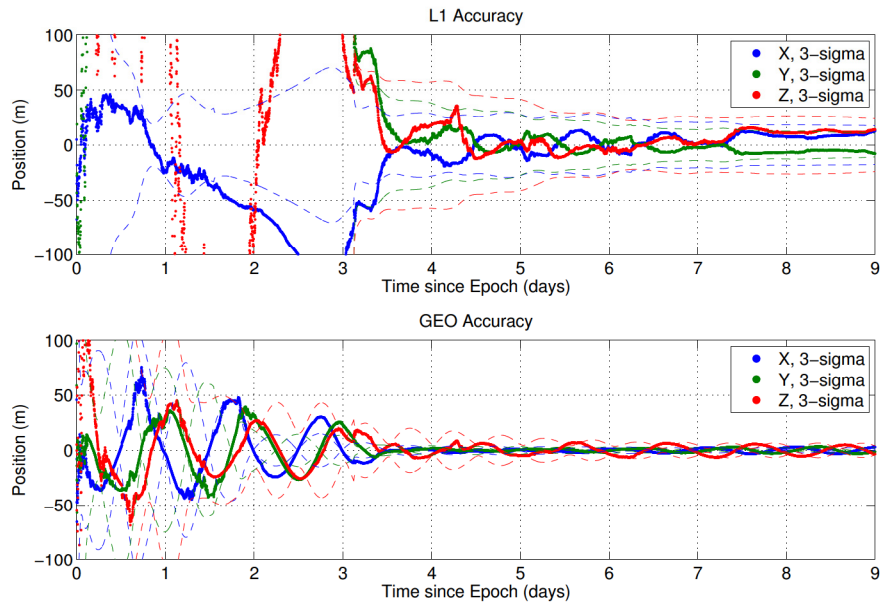 L1 Accuracy
100
50
0
−50
−100
Position (m)
X, 3−sigma
Y, 3−sigma
Z, 3−sigma
0 1 2 3 4 5 6 7 8 9
Time since Epoch (days)
GEO Accuracy
100
50
0
−50
−100
Position (m)
X, 3−sigma
Y, 3−sigma
Z, 3−sigma
0 1 2 3 4 5 6 7 8 9
Time since Epoch (days)